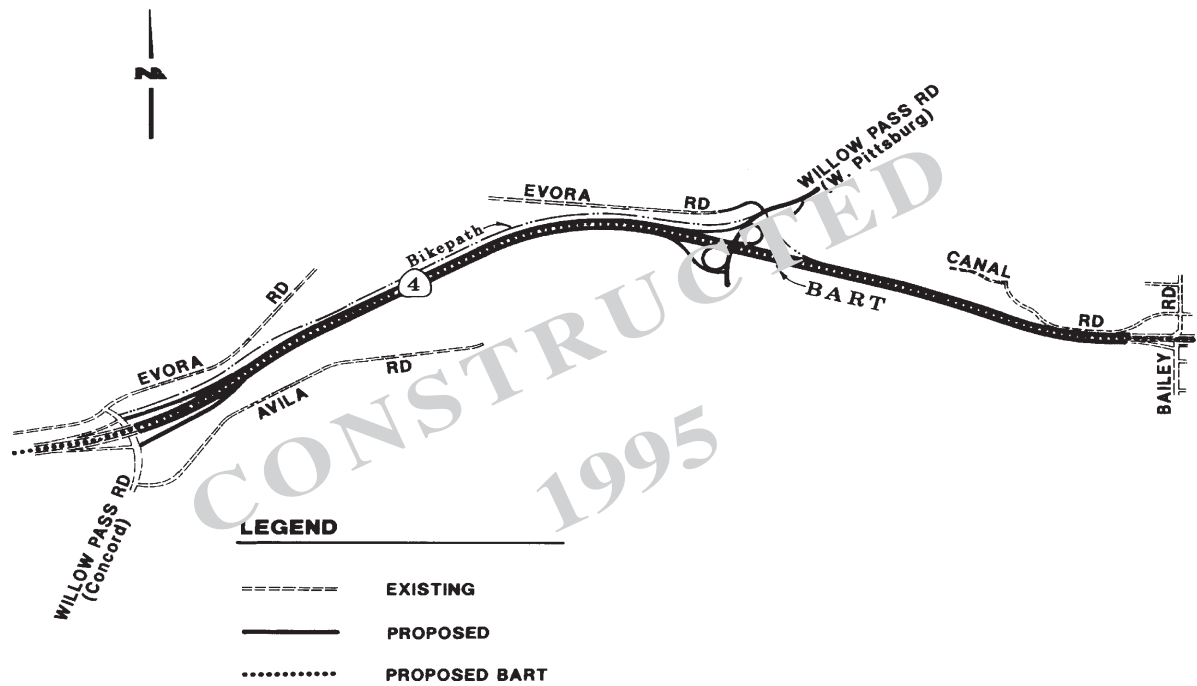 N
WILLOW PASS RD
(W. Pittsburg)
EVORA RD
Bikepath
4
CANAL RD
BART
EVORA RD
AVILA RD
BAILEY RD
WILLOW PASS RD
(Concord)
CONSTRUCTED
1995
LEGEND
EXISTING
PROPOSED
PROPOSED BART